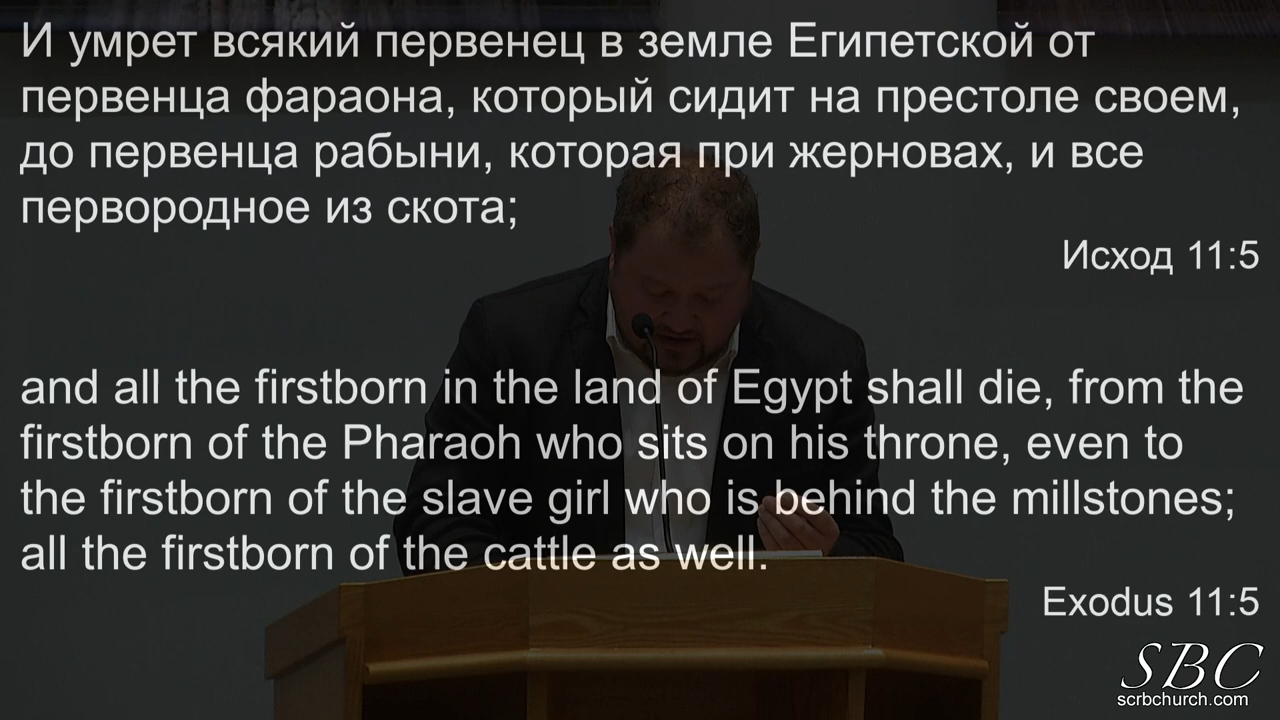 И умрет всякий первенец в земле Египетской от
первенца фараона, который сидит на престоле своем,
до первенца рабыни, которая при жерновах, и все
первородное из скота;
Исход 11:5
and all the firstborn in the land of Egypt shall die, from the
firstborn of the Pharaoh who sits on his throne, even to
the firstborn of the slave girl who is behind the millstones;
all the firstborn of the cattle as well.
Exodus 11:5
SBC
scrbchurch.com